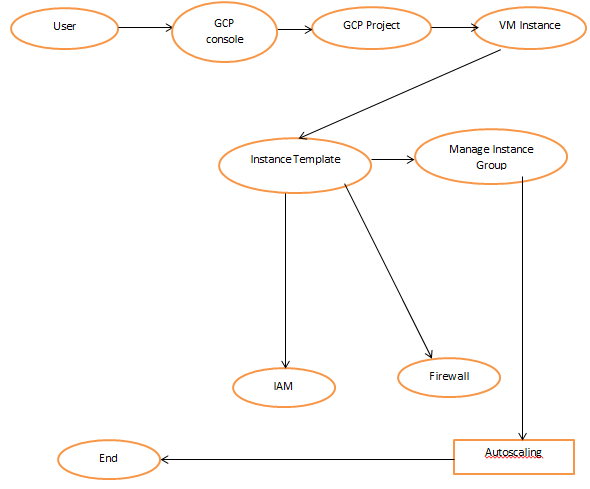 User
GCP
console
GCP Project
VM Instance
Instance Template
Manage Instance
Group
IAM
Firewall
Autoscaling
End